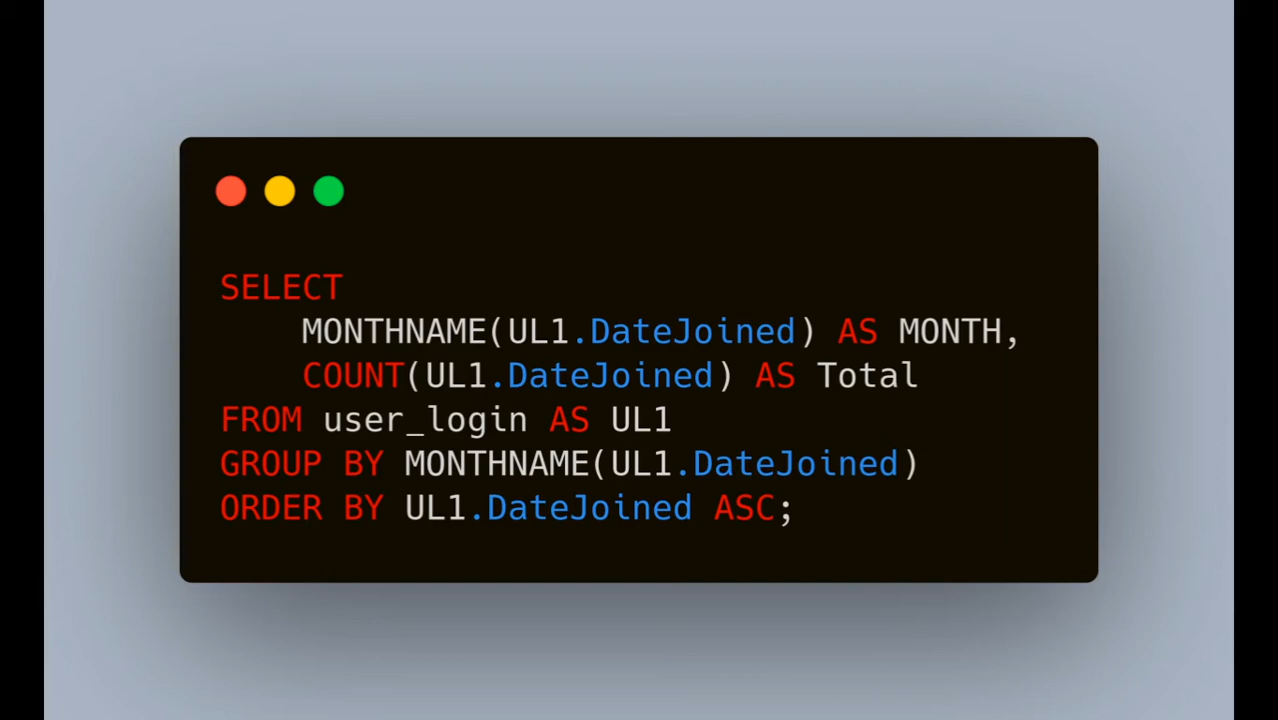 SELECT
    MONTHNAME(UL1.DateJoined) AS MONTH,
    COUNT(UL1.DateJoined) AS Total
FROM user_login AS UL1
GROUP BY MONTHNAME(UL1.DateJoined)
ORDER BY UL1.DateJoined ASC;